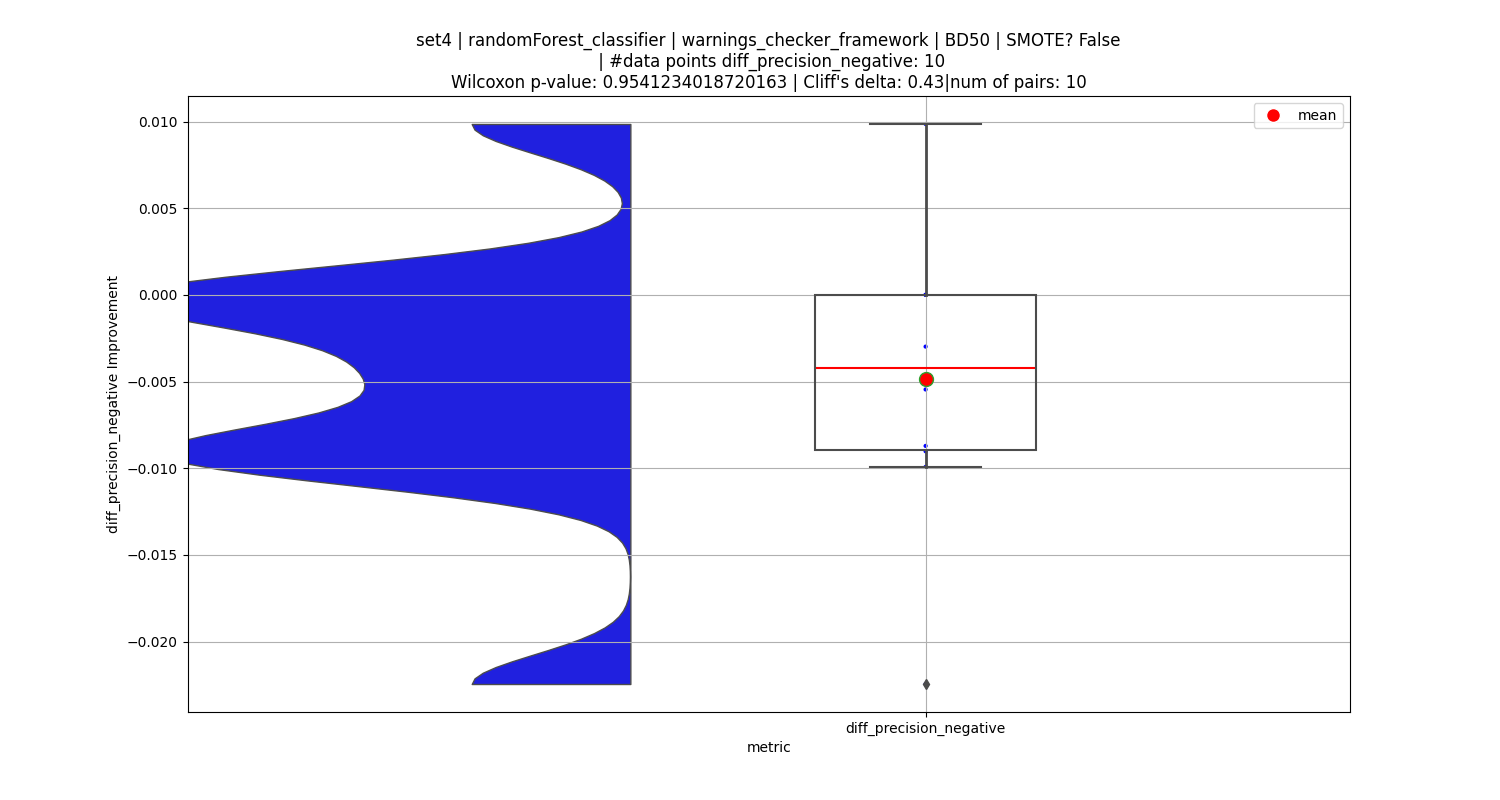 set4 | randomForest_classifier | warnings_checker_framework | BD50 | SMOTE? False
| #data points diff_precision_negative: 10
Wilcoxon p-value: 0.9541234018720163 | Cliff's delta: 0.43|num of pairs: 10
mean
0.010
0.005
0.000
−0.005
−0.010
−0.015
−0.020
diff_precision_negative Improvement
diff_precision_negative
metric